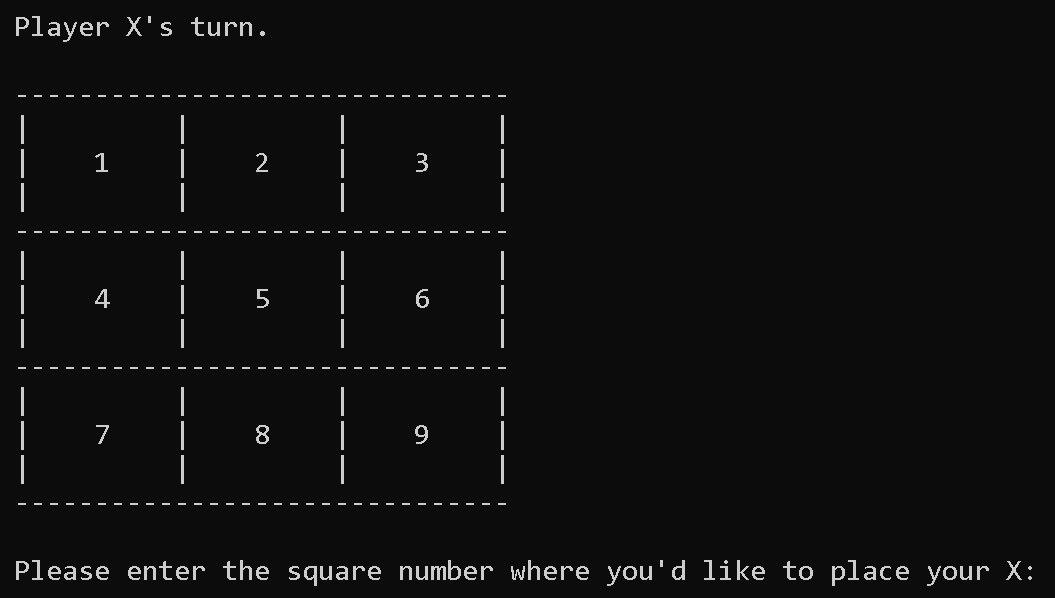 Player X's turn.
-------------------------------
|         |         |         |
|    1    |    2    |    3    |
|         |         |         |
-------------------------------
|         |         |         |
|    4    |    5    |    6    |
|         |         |         |
-------------------------------
|         |         |         |
|    7    |    8    |    9    |
|         |         |         |
-------------------------------
Please enter the square number where you'd like to place your X: